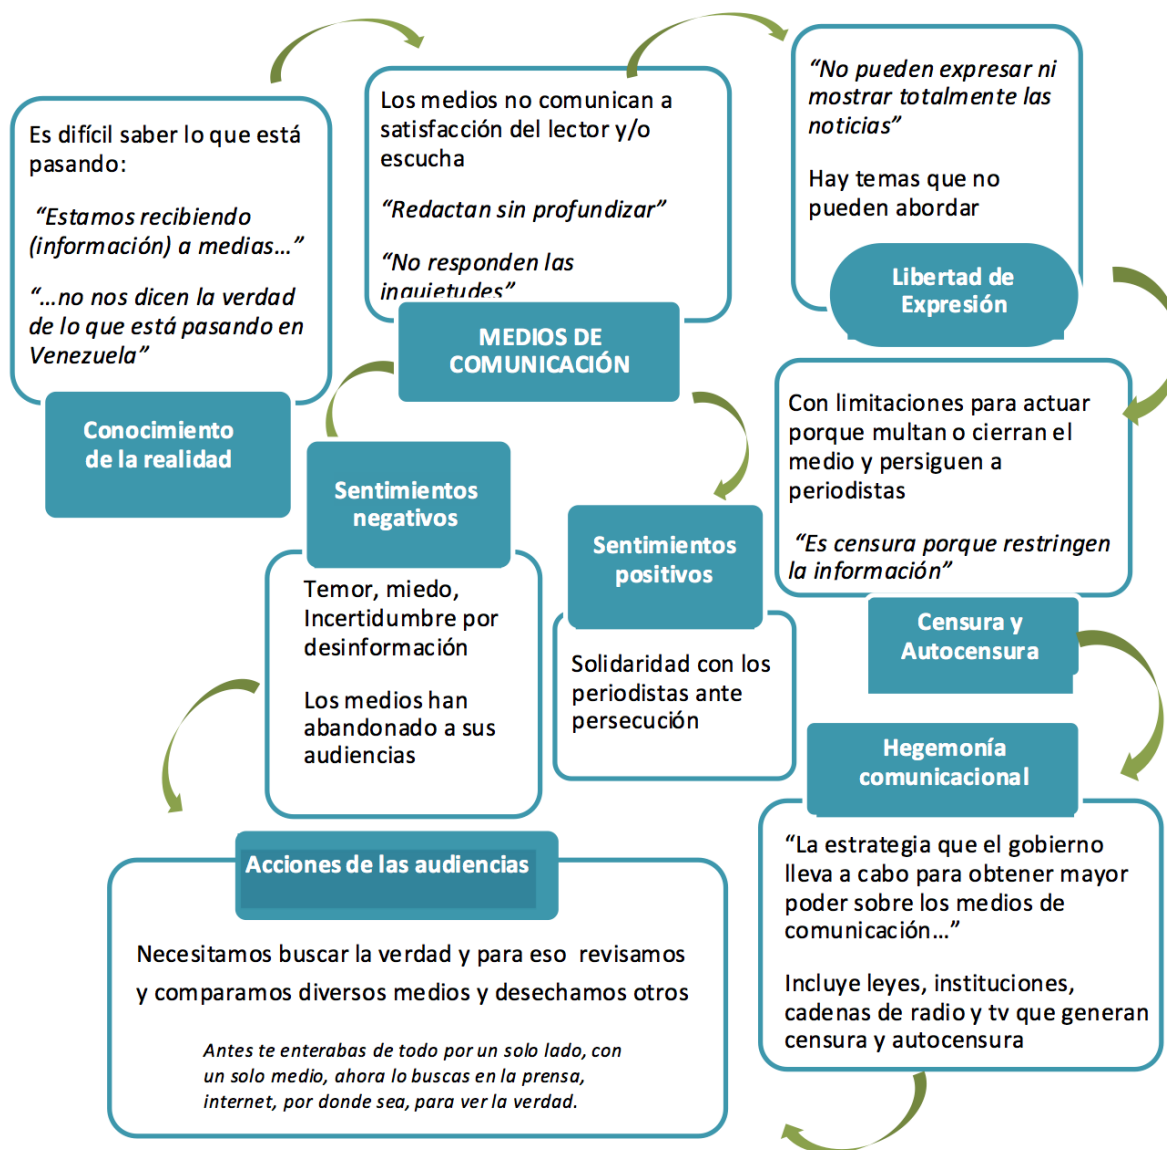 Es difícil saber lo que está
pasando:
“Estamos recibiendo
(información) a medias…”
“…no nos dicen la verdad
de lo que está pasando en
Venezuela”
Conocimiento
de la realidad
Los medios no comunican a
satisfacción del lector y/o
escucha
“Redactan sin profundizar”
“No responden las
inquietudes”
MEDIOS DE
COMUNICACIÓN
“No pueden expresar ni
mostrar totalmente las
noticias”
Hay temas que no
pueden abordar
Libertad de
Expresión
Con limitaciones para actuar
porque multan o cierran el
medio y persiguen a
periodistas
“Es censura porque restringen
la información”
Censura y
Autocensura
Sentimientos
negativos
Temor, miedo,
Incertidumbre por
desinformación
Los medios han
abandonado a sus
audiencias
Sentimientos
positivos
Solidaridad con los
periodistas ante
persecución
Hegemonía
comunicacional
“La estrategia que el gobierno
lleva a cabo para obtener mayor
poder sobre los medios de
comunicación…”
Incluye leyes, instituciones,
cadenas de radio y tv que generan
censura y autocensura
Acciones de las audiencias
Necesitamos buscar la verdad y para eso revisamos
y comparamos diversos medios y desechamos otros
Antes te enterabas de todo por un solo lado, con
un solo medio, ahora lo buscas en la prensa,
internet, por donde sea, para ver la verdad.